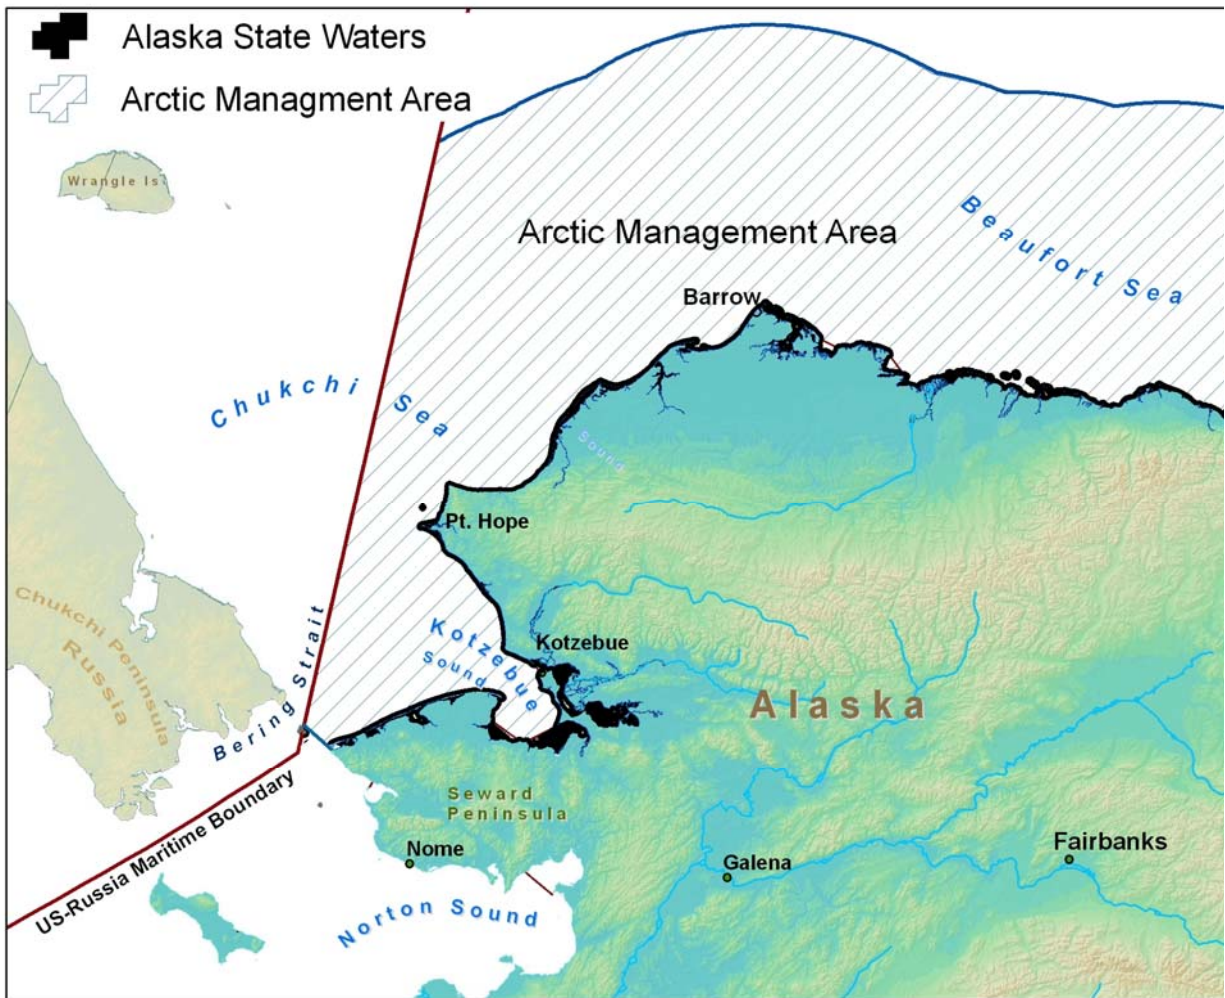 Alaska State Waters
Arctic Managment Area
Wrangle Is
Arctic Management Area
Beaufort Sea
Barrow
Chukchi Sea
Sound
Pt. Hope
Chukchi Peninsula
Russia
Bering Strait
Kotzebue
Sound
Kotzebue
Alaska
US-Russia Maritime Boundary
Seward
Peninsula
Nome
Galena
Fairbanks
Norton Sound